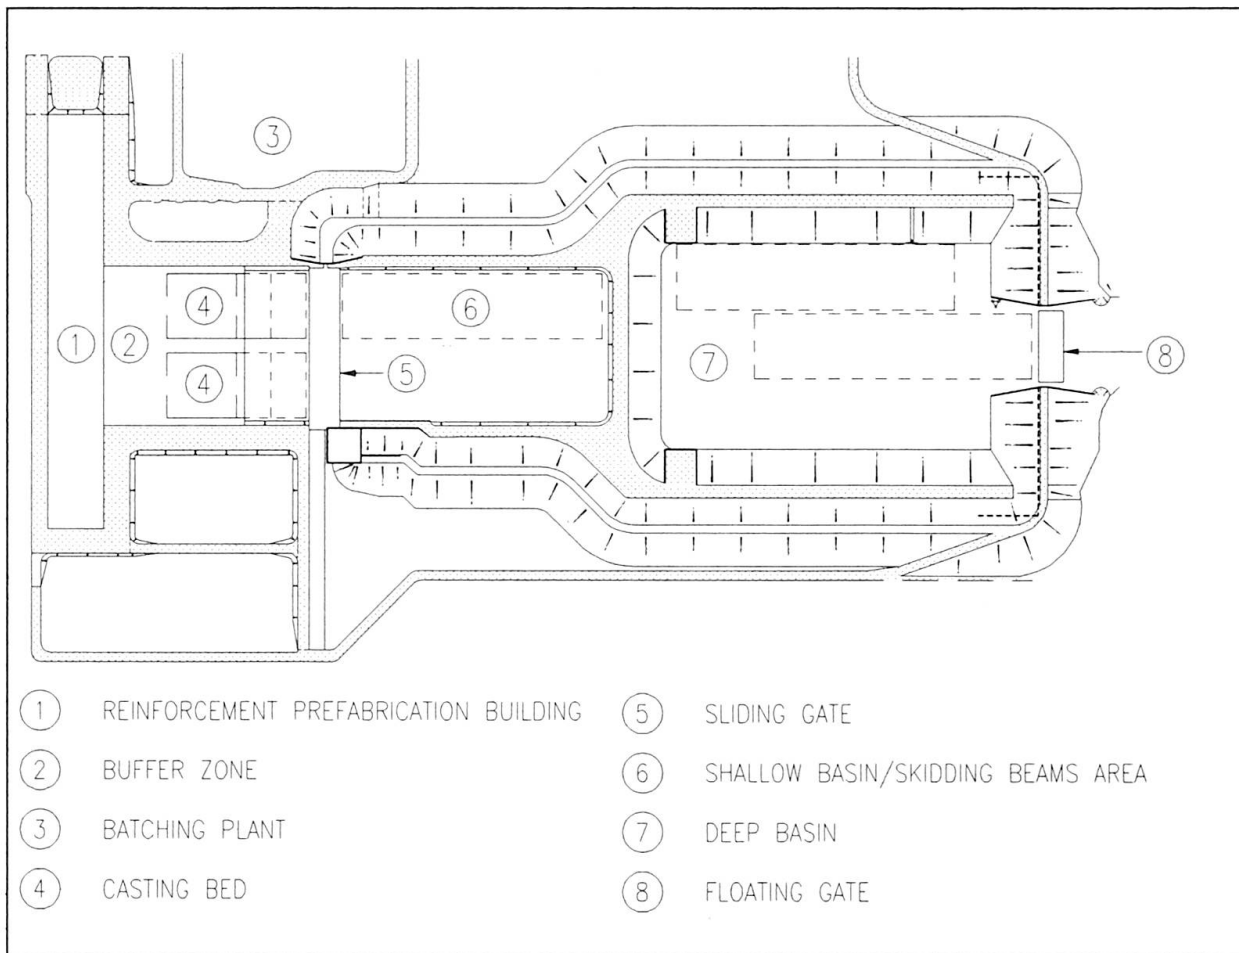 3
4
6
1
2
7
8
4
5
1 REINFORCEMENT PREFABRICATION BUILDING
2 BUFFER ZONE
3 BATCHING PLANT
4 CASTING BED
5 SLIDING GATE
6 SHALLOW BASIN/SKIDDING BEAMS AREA
7 DEEP BASIN
8 FLOATING GATE